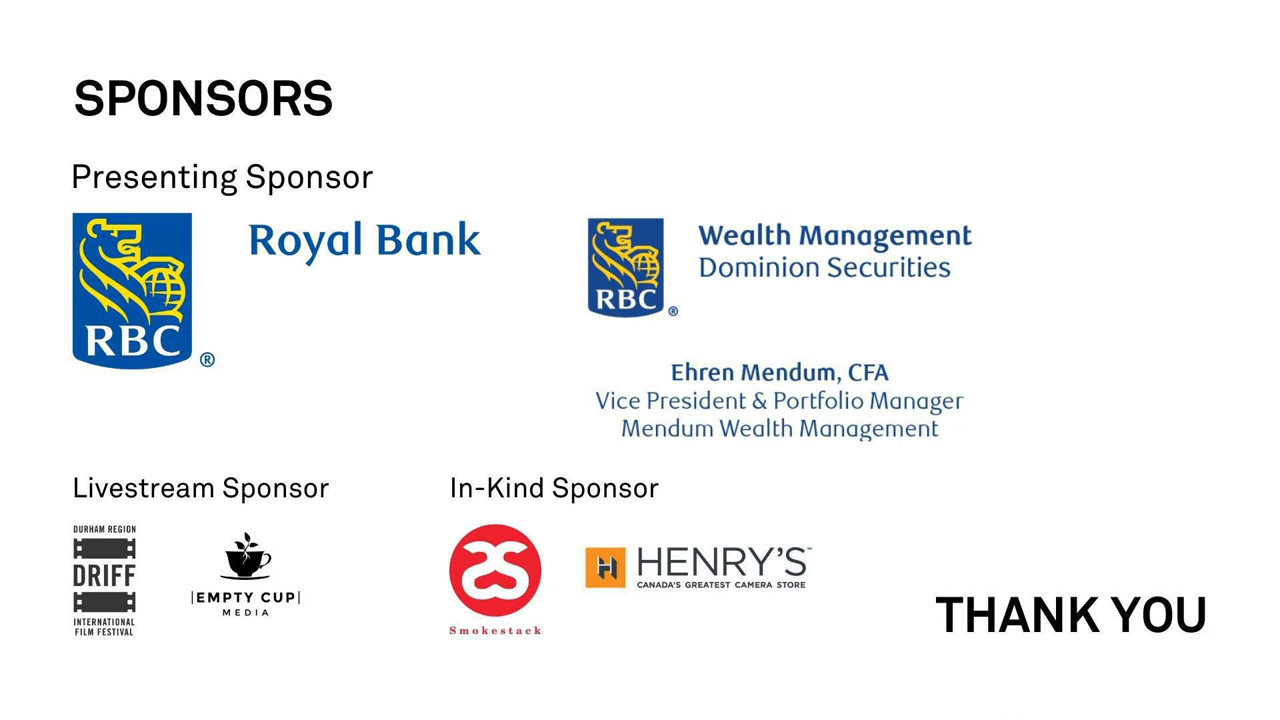 SPONSORS
Presenting Sponsor
RBC
®
Royal Bank
RBC
®
Wealth Management
Dominion Securities
Ehren Mendum, CFA
Vice President & Portfolio Manager
Mendum Wealth Management
Livestream Sponsor
DURHAM REGION
DRIFF
INTERNATIONAL
FILM FESTIVAL
|EMPTY CUP|
MEDIA
In-Kind Sponsor
Smokestack
H
HENRY'S™
CANADA'S GREATEST CAMERA STORE
THANK YOU